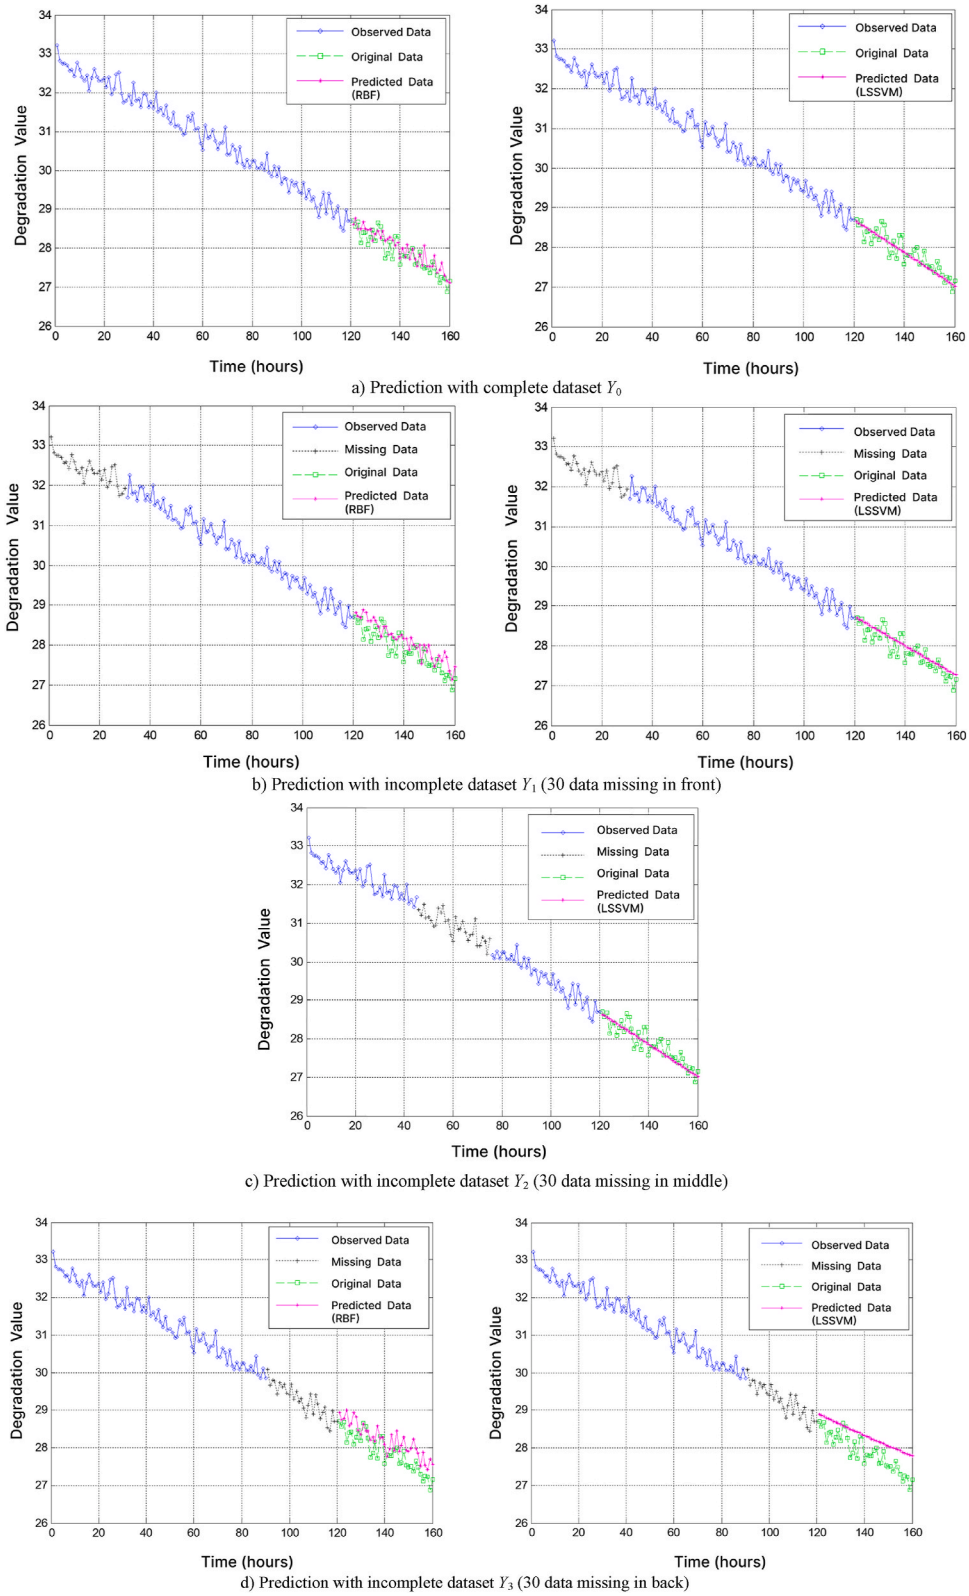 34
33
32
31
30
29
28
27
26
Degradation Value
Observed Data
Original Data
Predicted Data
(RBF)
0 20 40 60 80 100 120 140 160
Time (hours)
34
33
32
31
30
29
28
27
26
Degradation Value
Observed Data
Original Data
Predicted Data
(LSSVM)
0 20 40 60 80 100 120 140 160
Time (hours)
a) Prediction with complete dataset Y₀
34
33
32
31
30
29
28
27
26
Degradation Value
Observed Data
Missing Data
Original Data
Predicted Data
(RBF)
0 20 40 60 80 100 120 140 160
Time (hours)
34
33
32
31
30
29
28
27
26
Degradation Value
Observed Data
Missing Data
Original Data
Predicted Data
(LSSVM)
0 20 40 60 80 100 120 140 160
Time (hours)
b) Prediction with incomplete dataset Y₁ (30 data missing in front)
34
33
32
31
30
29
28
27
26
Degradation Value
Observed Data
Missing Data
Original Data
Predicted Data
(LSSVM)
0 20 40 60 80 100 120 140 160
Time (hours)
c) Prediction with incomplete dataset Y₂ (30 data missing in middle)
34
33
32
31
30
29
28
27
26
Degradation Value
Observed Data
Missing Data
Original Data
Predicted Data
(RBF)
0 20 40 60 80 100 120 140 160
Time (hours)
34
33
32
31
30
29
28
27
26
Degradation Value
Observed Data
Missing Data
Original Data
Predicted Data
(LSSVM)
0 20 40 60 80 100 120 140 160
Time (hours)
d) Prediction with incomplete dataset Y₃ (30 data missing in back)